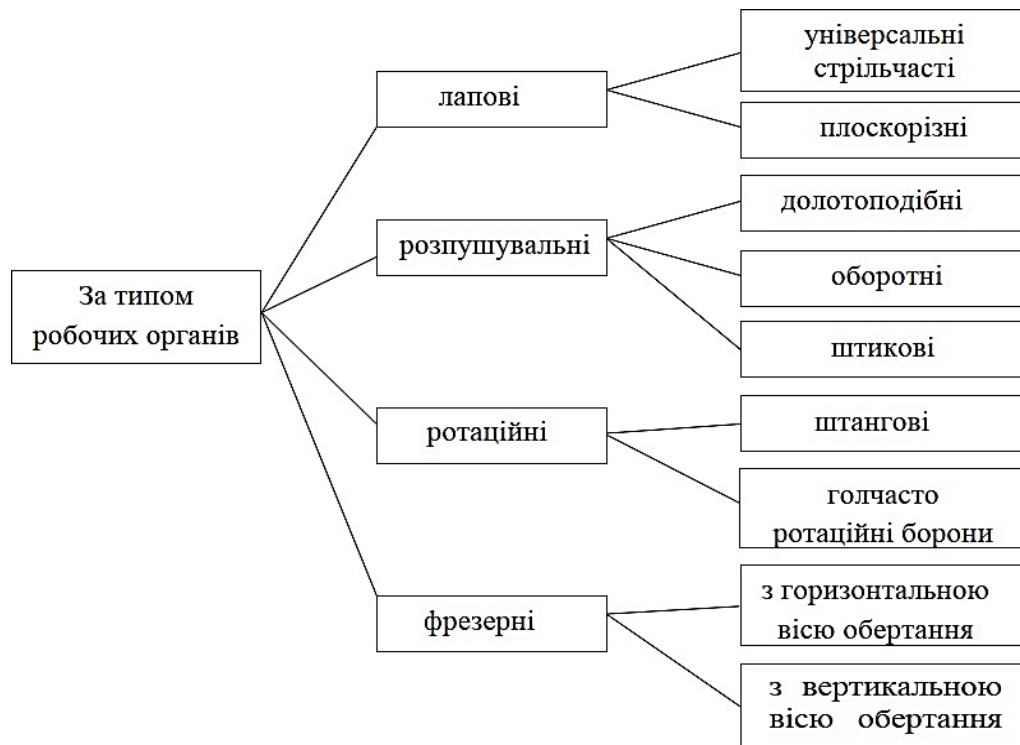 За типом
робочих органів
лапові
універсальні
стрільчасті
плоскорізні
розпушувальні
долотоподібні
оборотні
штикові
ротаційні
штангові
голчасто
ротаційні борони
фрезерні
з горизонтальною
вісю обертання
з вертикальною
вісю обертання